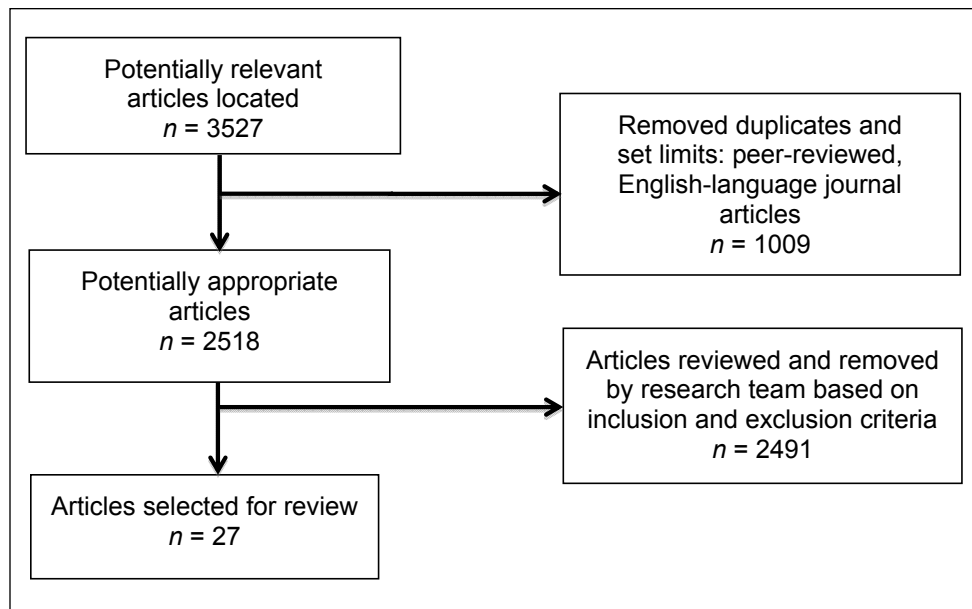 Potentially relevant
articles located
n = 3527
Removed duplicates and
set limits: peer-reviewed,
English-language journal
articles
n = 1009
Potentially appropriate
articles
n = 2518
Articles reviewed and removed
by research team based on
inclusion and exclusion criteria
n = 2491
Articles selected for review
n = 27